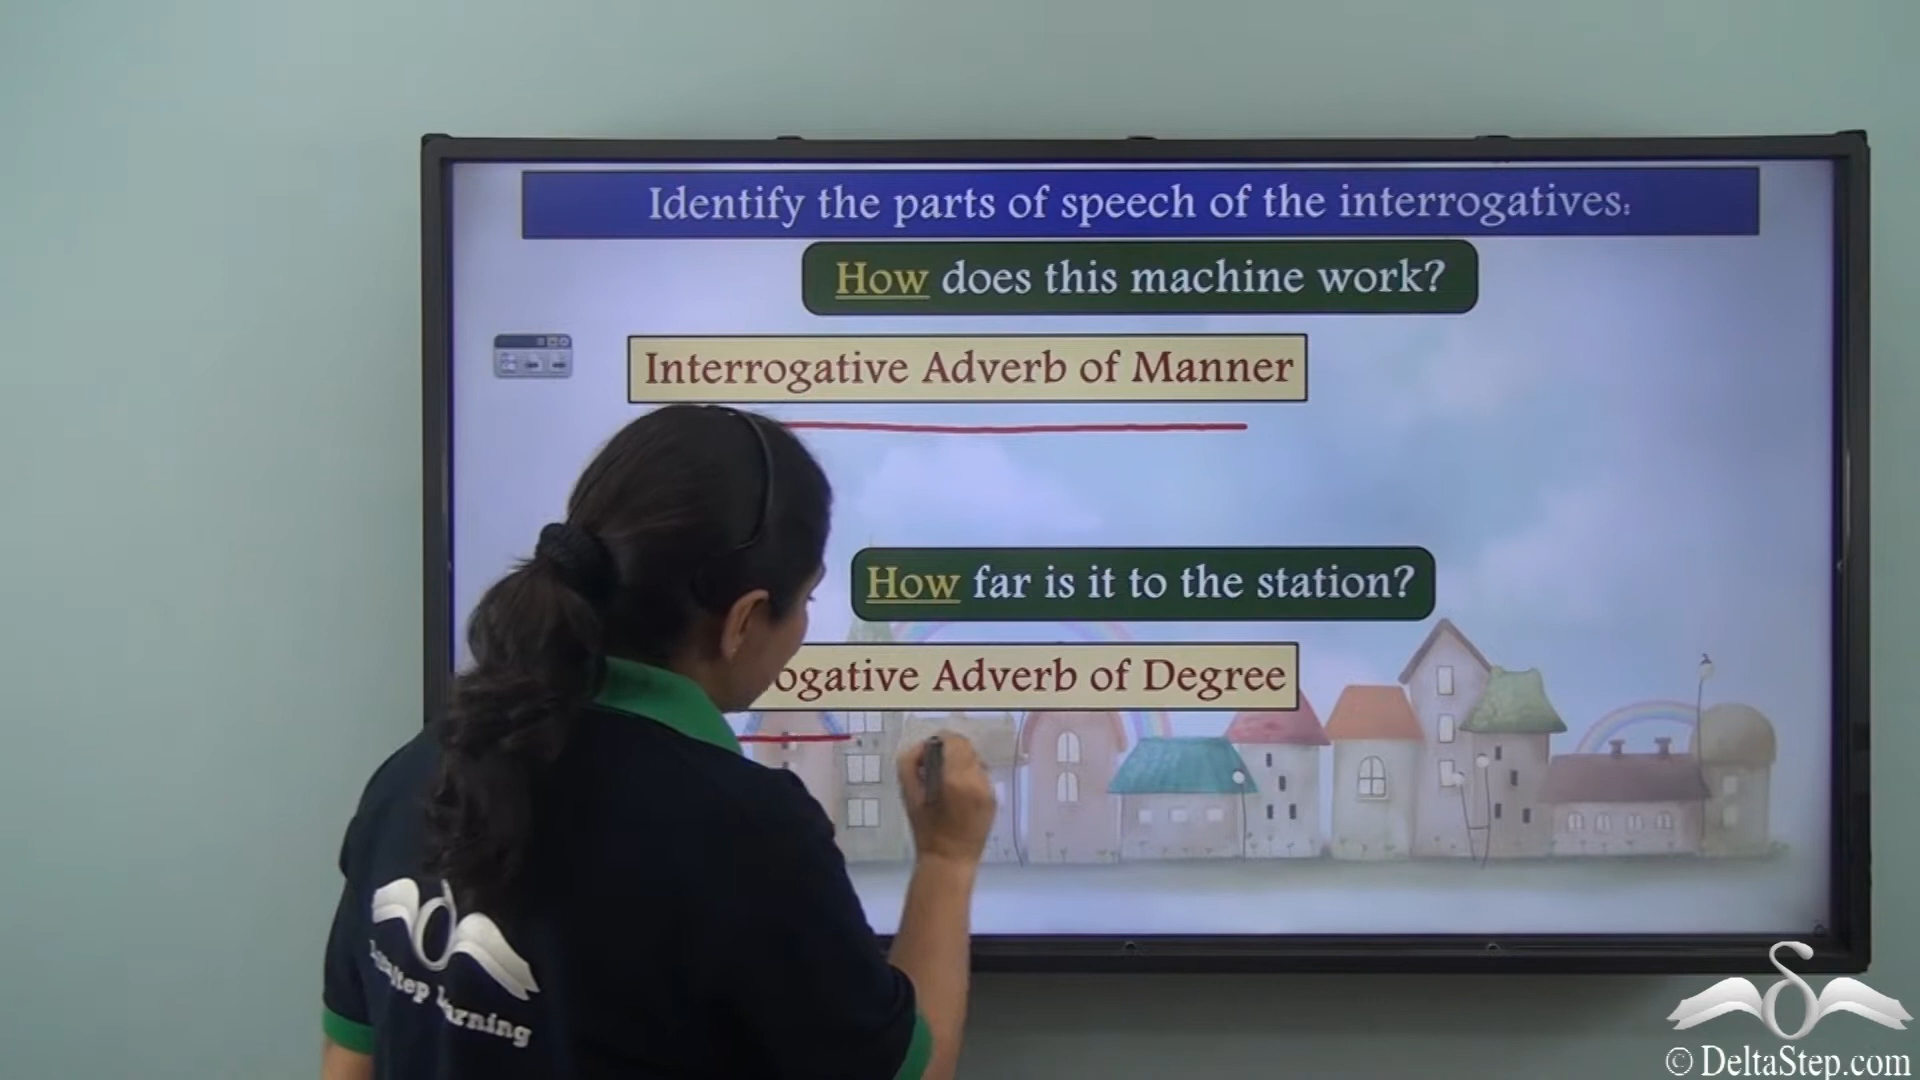 Identify the parts of speech of the interrogatives:
How does this machine work?
Interrogative Adverb of Manner
How far is it to the station?
Adverb of Degree
© DeltaStep.com